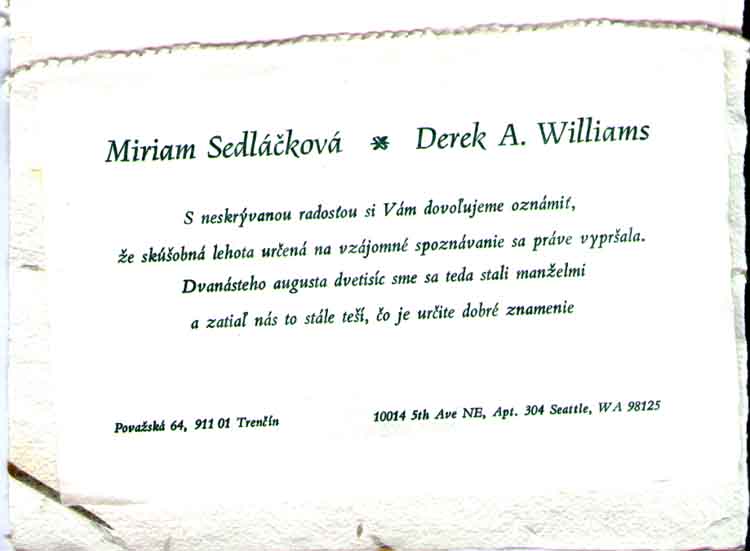 Miriam Sedláčková * Derek A. Williams
S neskrývanou radosťou si Vám dovoľujeme oznámiť,
že skúšobná lehota určená na vzájomné spoznávanie sa práve vypršala.
Dvanásteho augusta dvetisíc sme sa teda stali manželmi
a zatiaľ nás to stále teší, čo je určite dobré znamenie
Považská 64, 911 01 Trenčín
10014 5th Ave NE, Apt. 304 Seattle, WA 98125